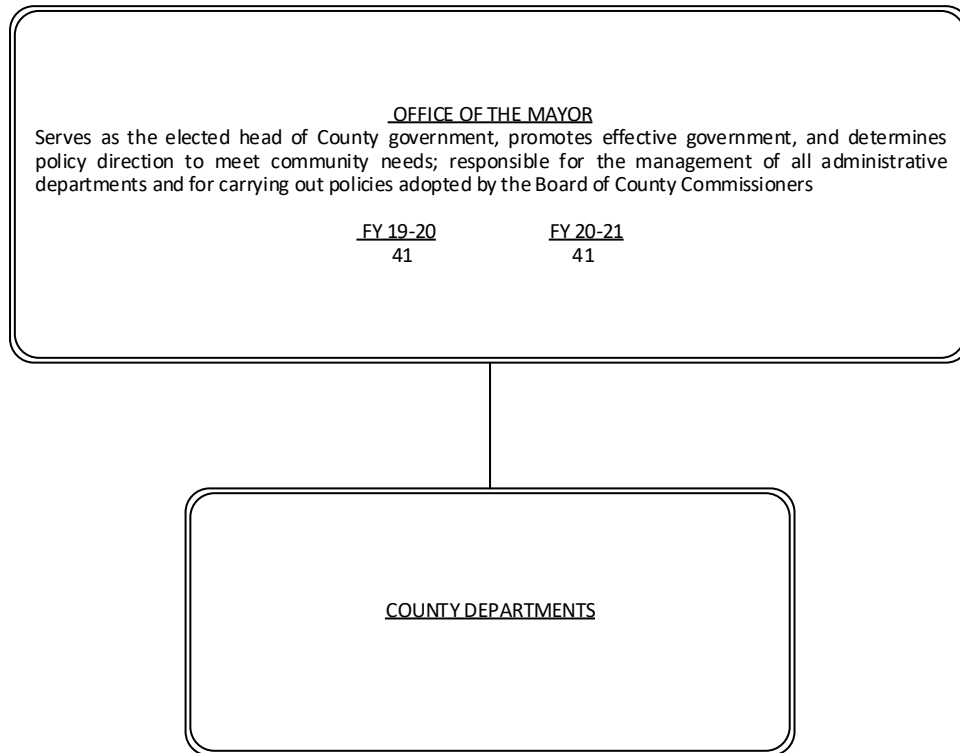 OFFICE OF THE MAYOR
Serves as the elected head of County government, promotes effective government, and determines
policy direction to meet community needs; responsible for the management of all administrative
departments and for carrying out policies adopted by the Board of County Commissioners
FY 19-20 FY 20-21
41 41
COUNTY DEPARTMENTS